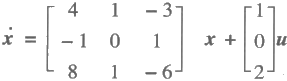 ẋ = [ 4 1 −3 ; −1 0 1 ; 8 1 −6 ] x + [ 1 ; 0 ; 2 ] u